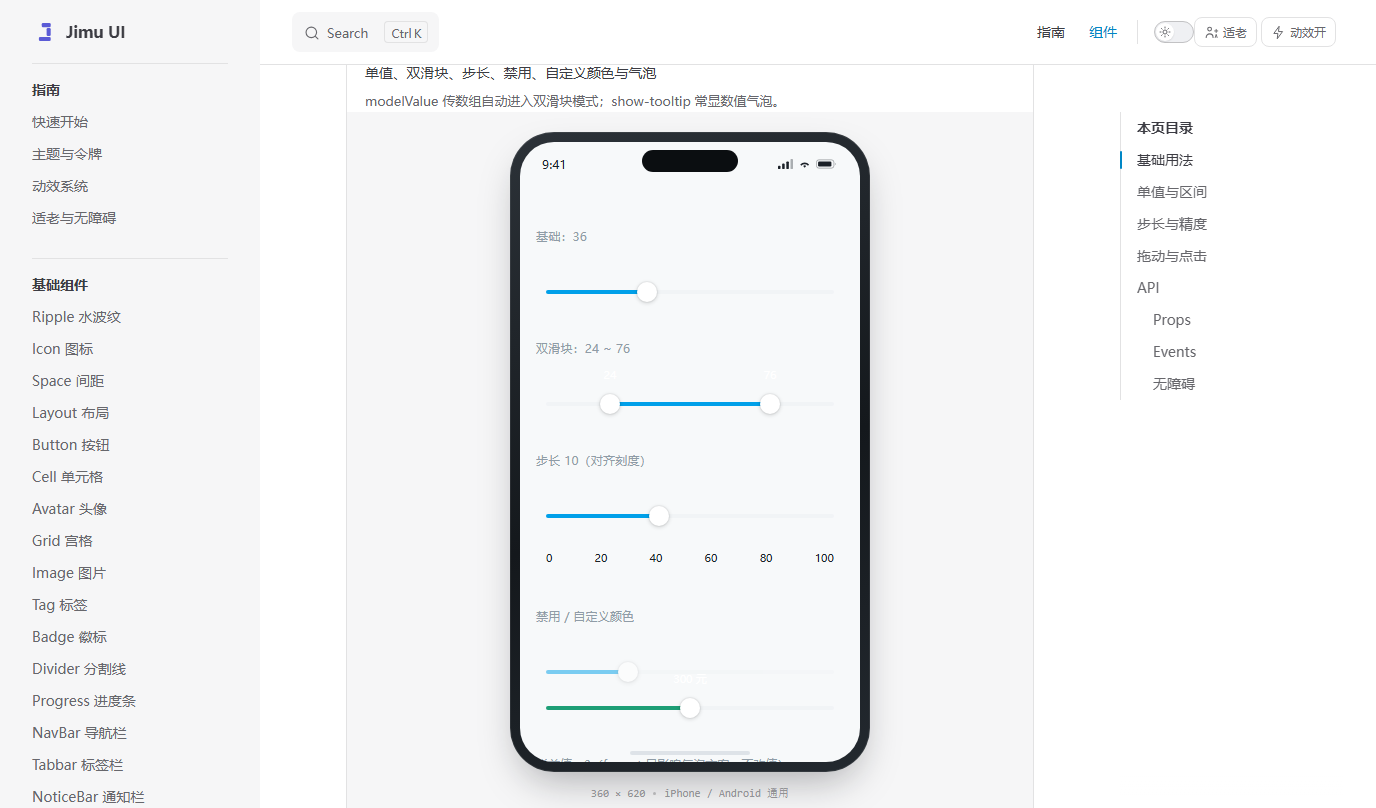 Jimu UI
Search
Ctrl K
指南
组件
适老
动效开
指南
快速开始
主题与令牌
动效系统
适老与无障碍
基础组件
Ripple 水波纹
Icon 图标
Space 间距
Layout 布局
Button 按钮
Cell 单元格
Avatar 头像
Grid 宫格
Image 图片
Tag 标签
Badge 徽标
Divider 分割线
Progress 进度条
NavBar 导航栏
Tabbar 标签栏
NoticeBar 通知栏
单值、双滑块、步长、禁用、自定义颜色与气泡
modelValue 传数组自动进入双滑块模式；show-tooltip 常显数值气泡。
9:41
基础：36
双滑块：24 ~ 76
步长 10（对齐刻度）
0 20 40 60 80 100
禁用 / 自定义颜色
360 × 620 · iPhone / Android 通用
本页目录
基础用法
单值与区间
步长与精度
拖动与点击
API
Props
Events
无障碍